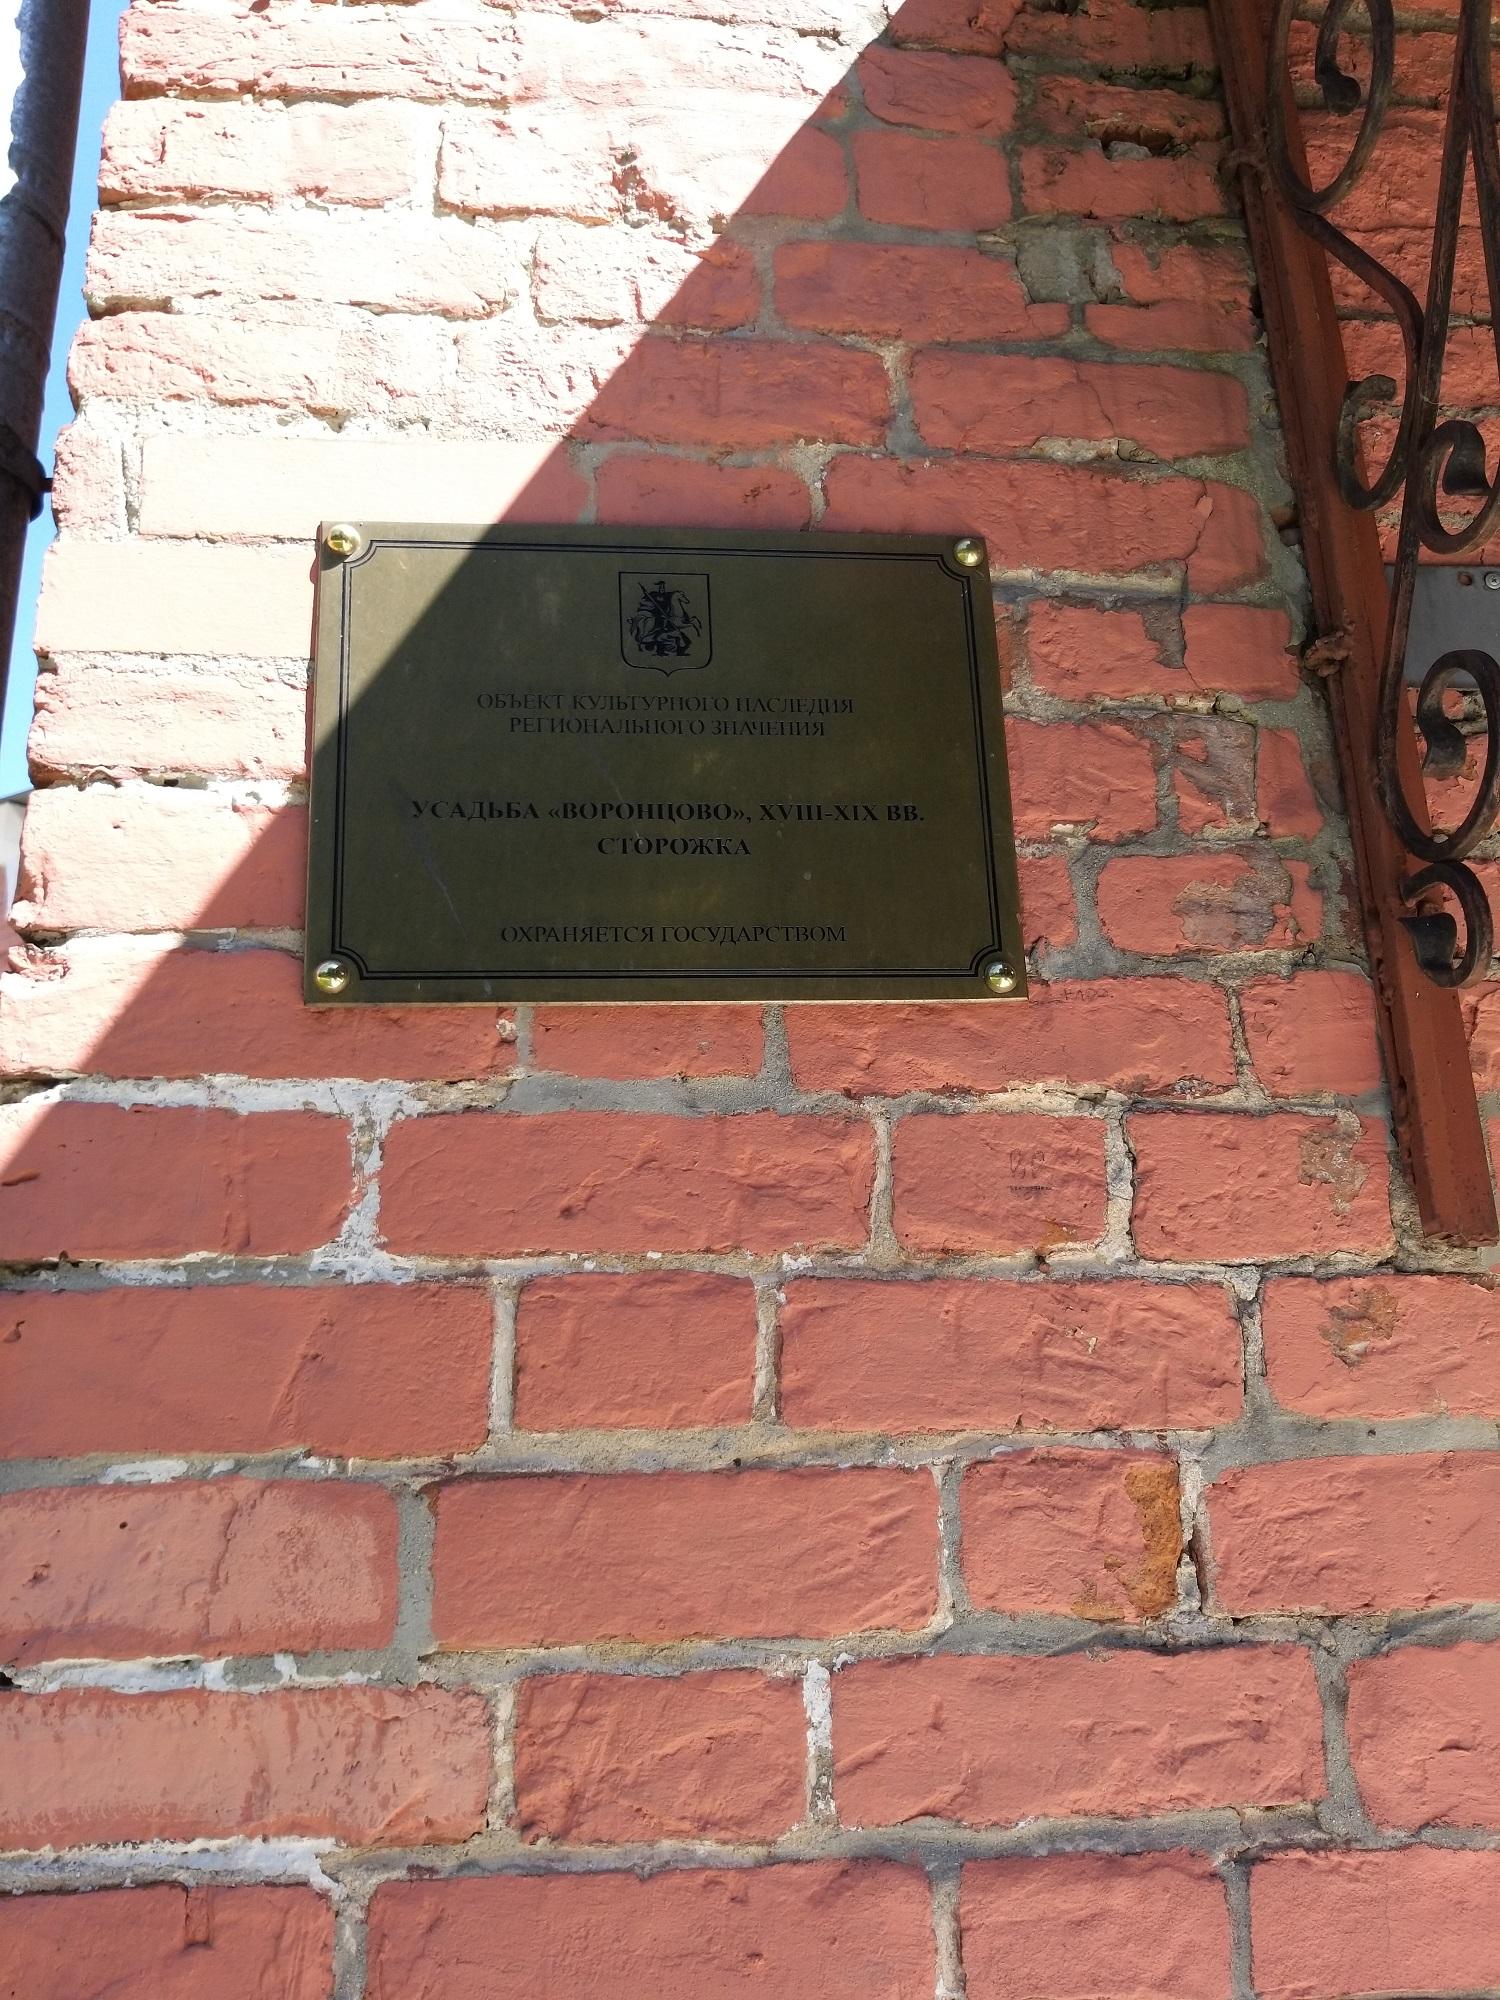 ОБЪЕКТ КУЛЬТУРНОГО НАСЛЕДИЯ
РЕГИОНАЛЬНОГО ЗНАЧЕНИЯ
УСАДЬБА «ВОРОНЦОВО», XVIII-XIX ВВ.
СТОРОЖКА
ОХРАНЯЕТСЯ ГОСУДАРСТВОМ